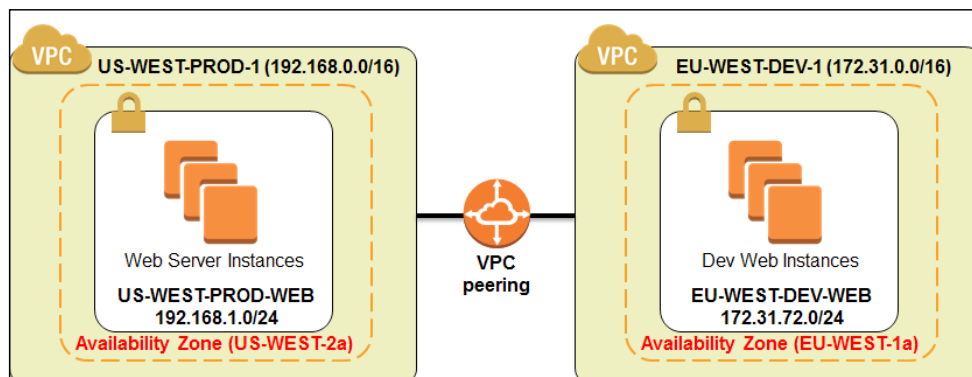 VPC
US-WEST-PROD-1 (192.168.0.0/16)
Web Server Instances
US-WEST-PROD-WEB
192.168.1.0/24
Availability Zone (US-WEST-2a)
VPC
peering
VPC
EU-WEST-DEV-1 (172.31.0.0/16)
Dev Web Instances
EU-WEST-DEV-WEB
172.31.72.0/24
Availability Zone (EU-WEST-1a)